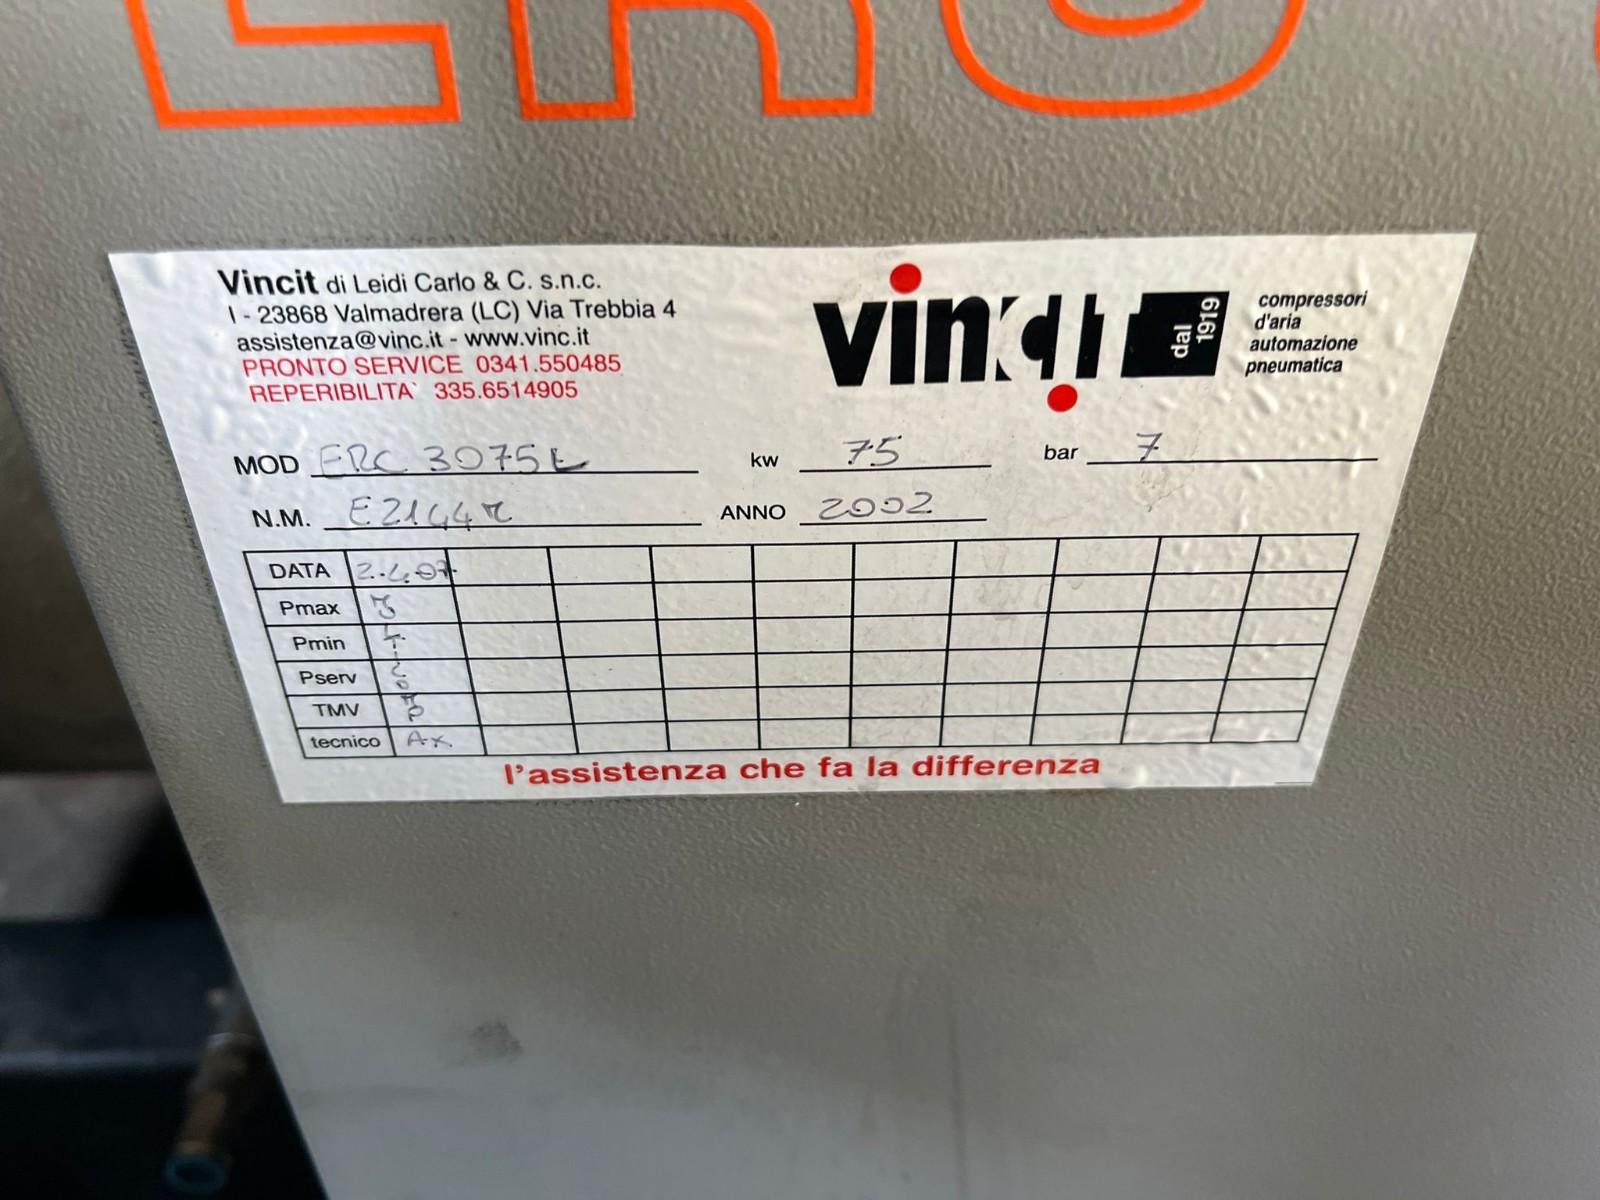 ERC
Vincit di Leidi Carlo & C. s.n.c.
I - 23868 Valmadrera (LC) Via Trebbia 4
assistenza@vinc.it - www.vinc.it
PRONTO SERVICE 0341.550485
REPERIBILITA` 335.6514905
vincit dal 1919
compressori
d'aria
automazione
pneumatica
MOD ERC 3075L kw 75 bar 7
N.M. ANNO 2002
DATA
Pmax
Pmin
Pserv
TMV
tecnico
l'assistenza che fa la differenza